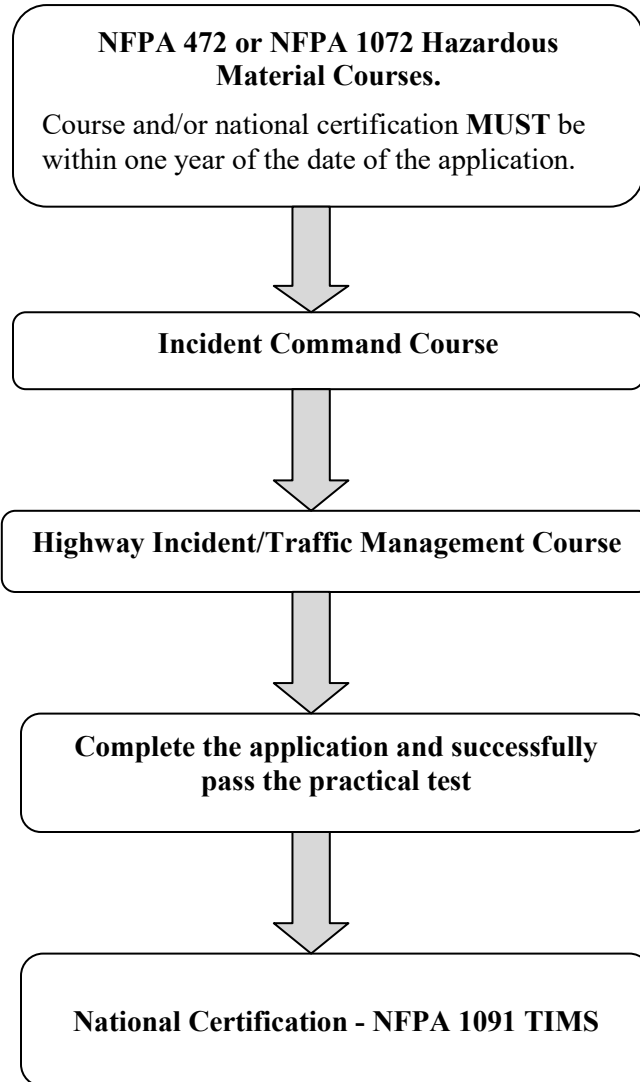 NFPA 472 or NFPA 1072 Hazardous
Material Courses.
Course and/or national certification MUST be
within one year of the date of the application.
Incident Command Course
Highway Incident/Traffic Management Course
Complete the application and successfully
pass the practical test
National Certification - NFPA 1091 TIMS